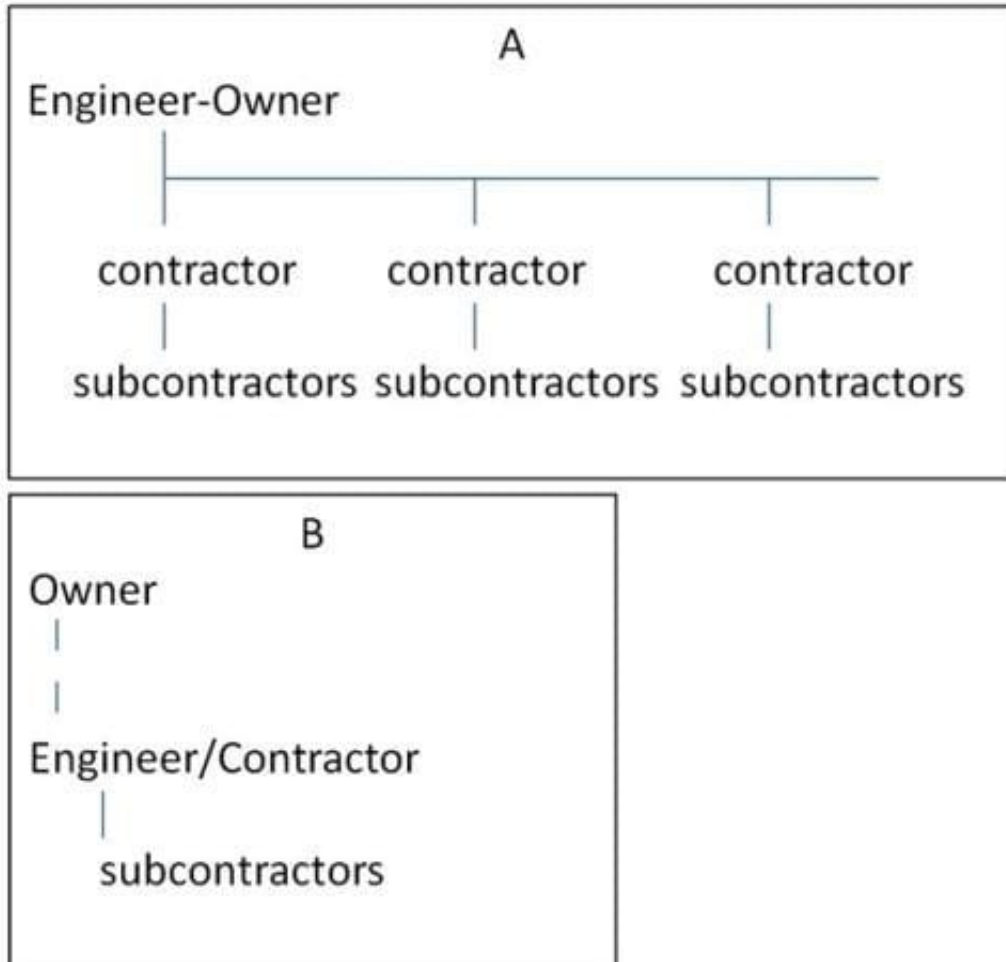 A
Engineer-Owner
contractor contractor contractor
subcontractors subcontractors subcontractors
B
Owner
Engineer/Contractor
subcontractors